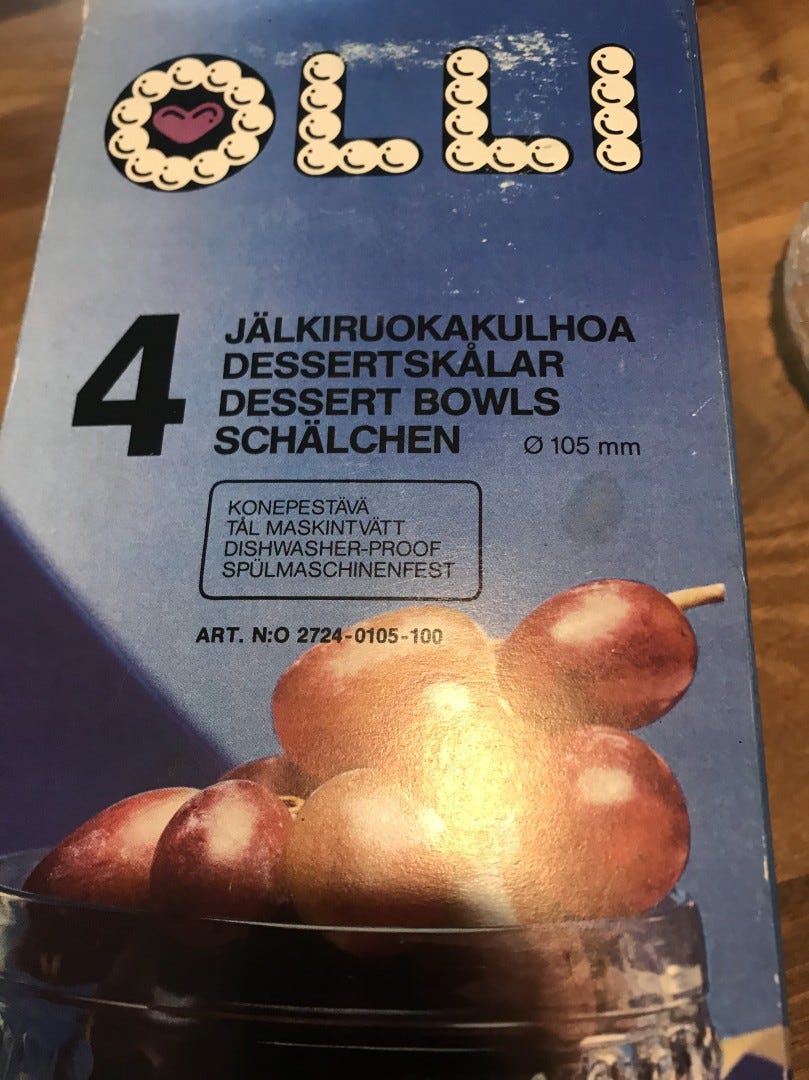 OLLI
4
JÄLKIRUOKAKULHOA
DESSERTSKÅLAR
DESSERT BOWLS
SCHÄLCHEN Ø 105 mm
KONEPESTÄVÄ
TÅL MASKINTVÄTT
DISHWASHER-PROOF
SPÜLMASCHINENFEST
ART. N:O 2724-0105-100